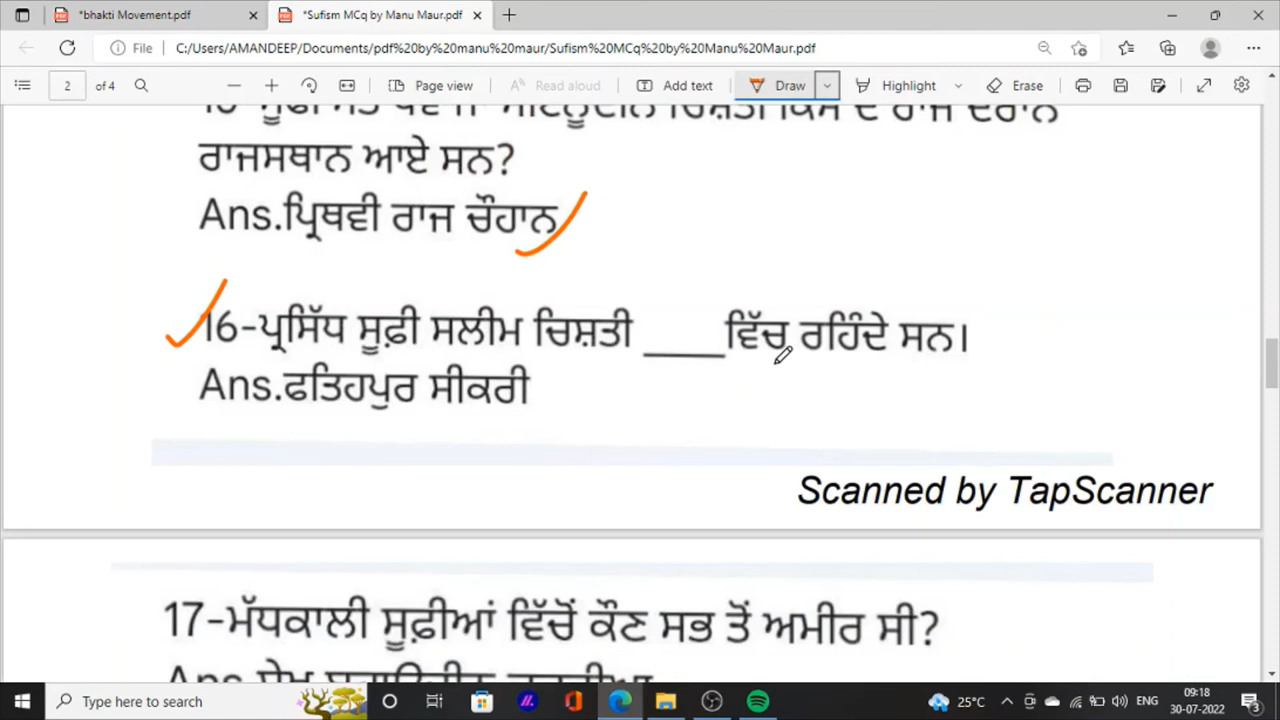 *bhakti Movement.pdf
*Sufism MCq by Manu Maur.pdf
File
C:/Users/AMANDEEP/Documents/pdf%20by%20manu%20maur/Sufism%20MCq%20by%20Manu%20Maur.pdf
2 of 4
Page view
Read aloud
Add text
Draw
Highlight
Erase
ਚਿਸ਼ਤੀ ਕਿਸ ਦੇ ਰਾਜ ਦੌਰਾਨ
ਰਾਜਸਥਾਨ ਆਏ ਸਨ?
Ans.ਪ੍ਰਿਥਵੀ ਰਾਜ ਚੌਹਾਨ
16-ਪ੍ਰਸਿੱਧ ਸੂਫ਼ੀ ਸਲੀਮ ਚਿਸ਼ਤੀ ____ਵਿੱਚ ਰਹਿੰਦੇ ਸਨ।
Ans.ਫਤਿਹਪੁਰ ਸੀਕਰੀ
Scanned by TapScanner
17-ਮੱਧਕਾਲੀ ਸੂਫ਼ੀਆਂ ਵਿੱਚੋਂ ਕੌਣ ਸਭ ਤੋਂ ਅਮੀਰ ਸੀ?
Type here to search
25°C
ENG
09:18
30-07-2022
3